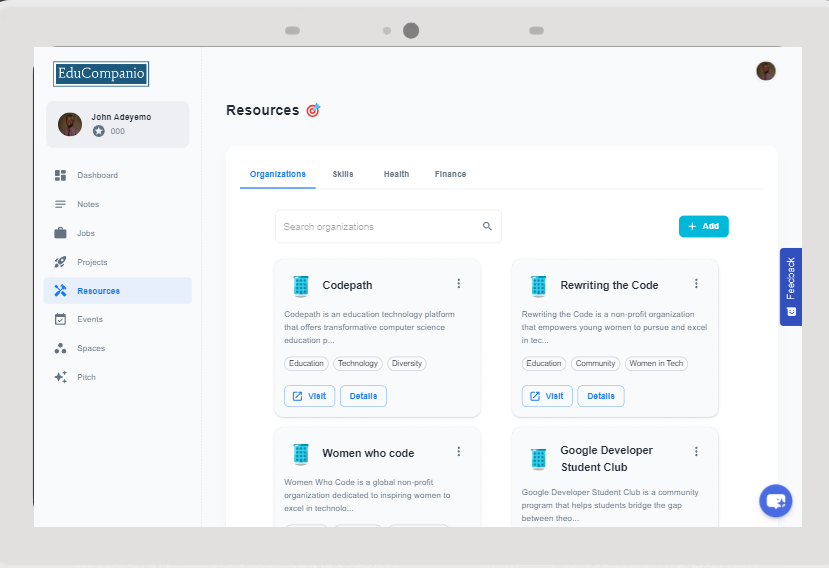 EduCompanio
John Adeyemo
000
Dashboard
Notes
Jobs
Projects
Resources
Events
Spaces
Pitch
Resources
Organizations
Skills
Health
Finance
Search organizations
Add
Codepath
Codepath is an education technology platform
that offers transformative computer science
education p...
Education
Technology
Diversity
Visit
Details
Rewriting the Code
Rewriting the Code is a non-profit organization
that empowers young women to pursue and excel
in tec...
Education
Community
Women in Tech
Visit
Details
Women who code
Women Who Code is a global non-profit
organization dedicated to inspiring women to
excel in technolo...
Google Developer
Student Club
Google Developer Student Club is a community
program that helps students bridge the gap
between theo...
Feedback